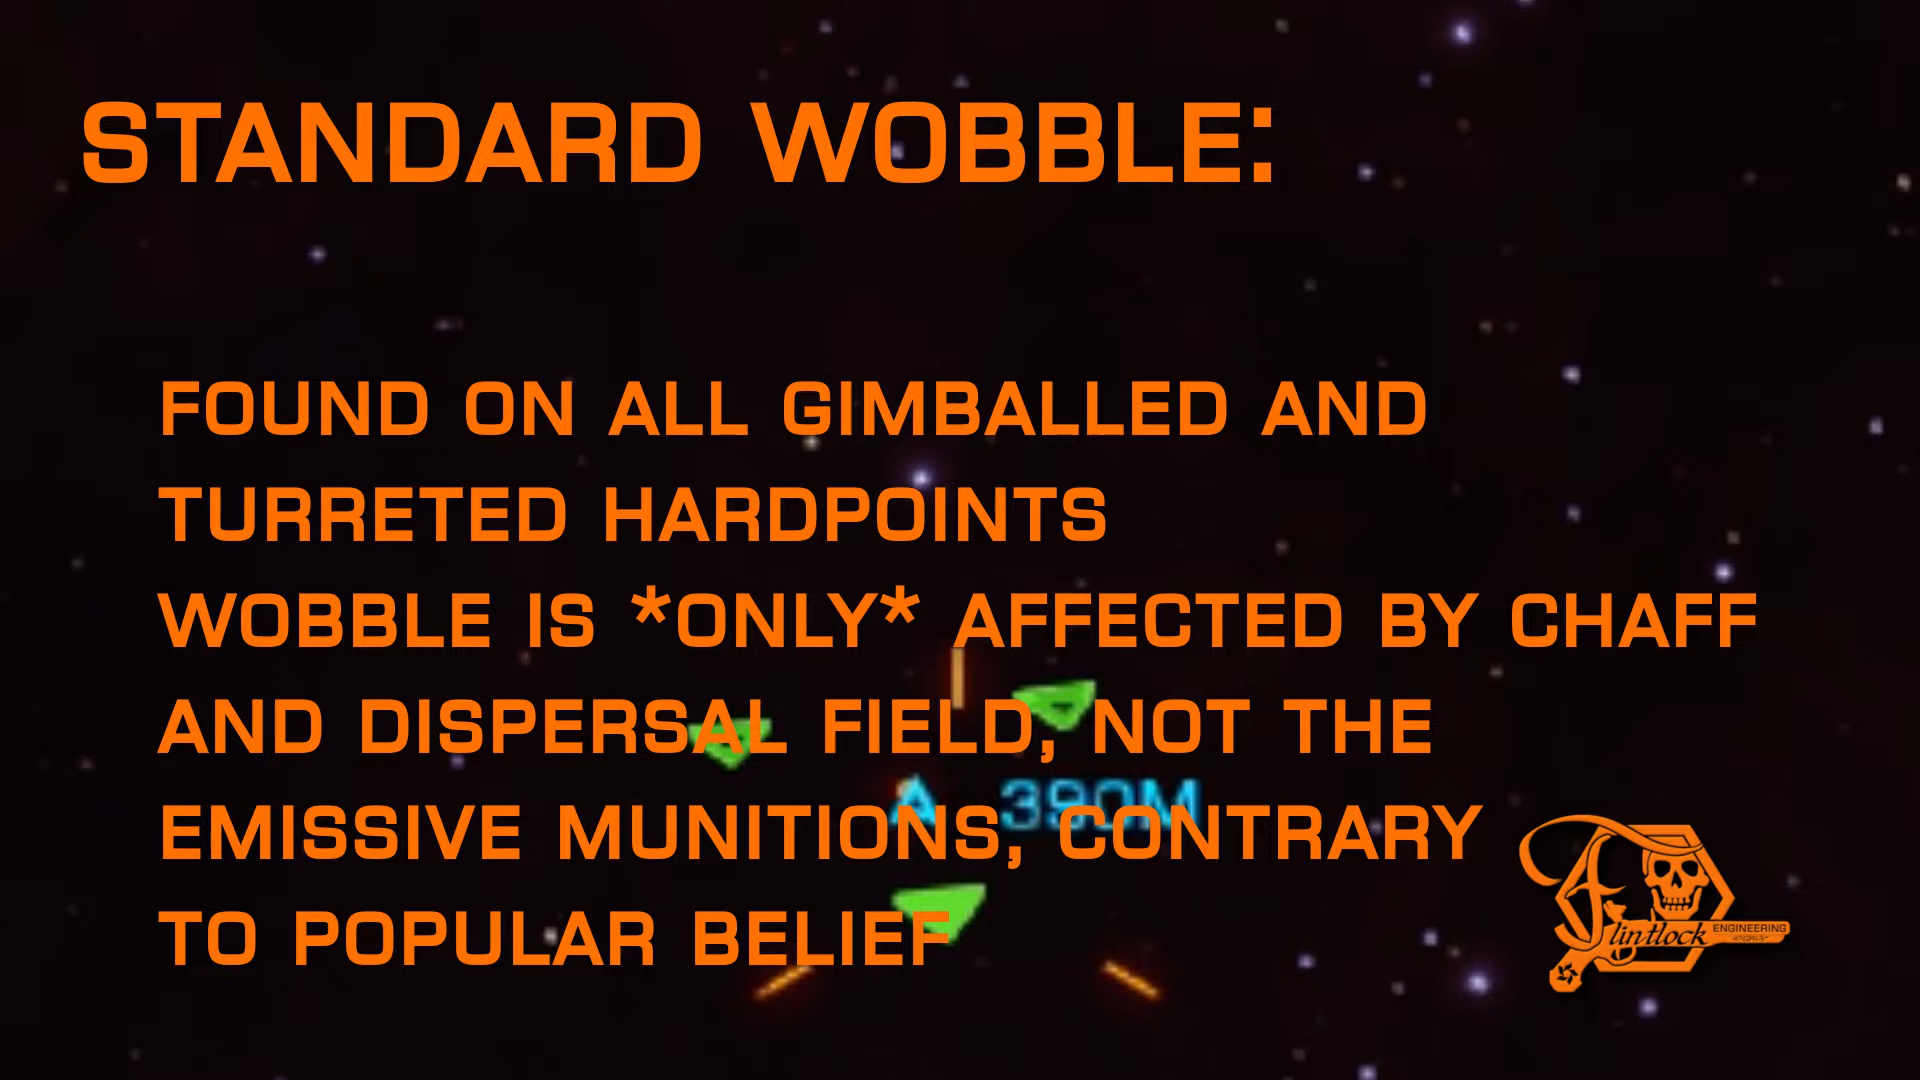 STANDARD WOBBLE:
FOUND ON ALL GIMBALLED AND
TURRETED HARDPOINTS
WOBBLE IS *ONLY* AFFECTED BY CHAFF
AND DISPERSAL FIELD, NOT THE
A 390M
EMISSIVE MUNITIONS, CONTRARY
TO POPULAR BELIEF
Flintlock
ENGINEERING